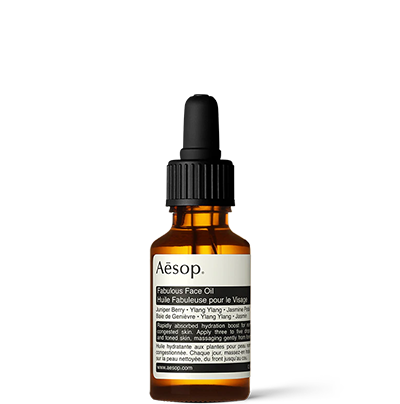 Aēsop.
Fabulous Face Oil
Huile Fabuleuse pour le Visage
Juniper Berry • Ylang Ylang • Jasmine
Baie de Genièvre • Ylang Ylang •
Rapidly absorbed hydration boost for
congested skin. Apply three to five
and toned skin, massaging gently from
Huile hydratante aux plantes pour
congestionnée. Chaque jour, massez-en
sur la peau nettoyée, du front jusqu'au
www.aesop.com